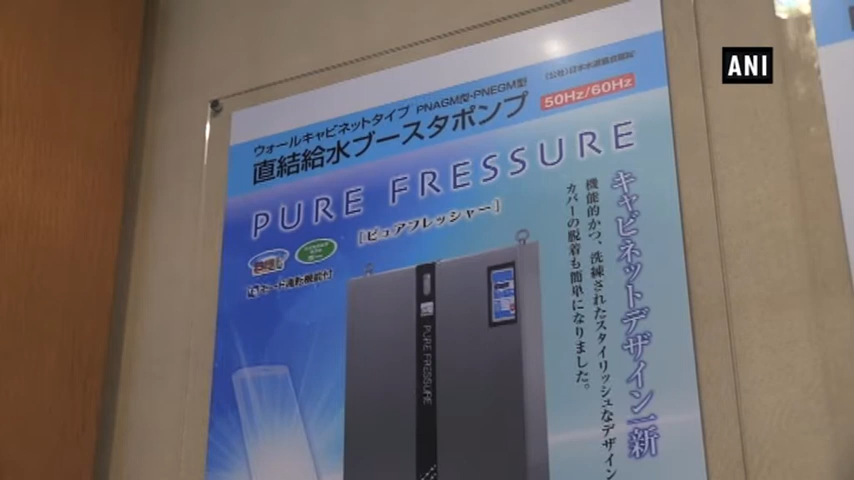 ANI
(公社)日本水道協会認証
ウォールキャビネットタイプ PNAGM型・PNEGM型
50Hz/60Hz
直結給水ブースタポンプ
PURE FRESSURE
[ピュアフレッシャー]
キャビネットデザイン一新
機能的かつ、洗練されたスタイリッシュなデザイン
カバーの脱着も簡単になりました。
PURE FRESSURE